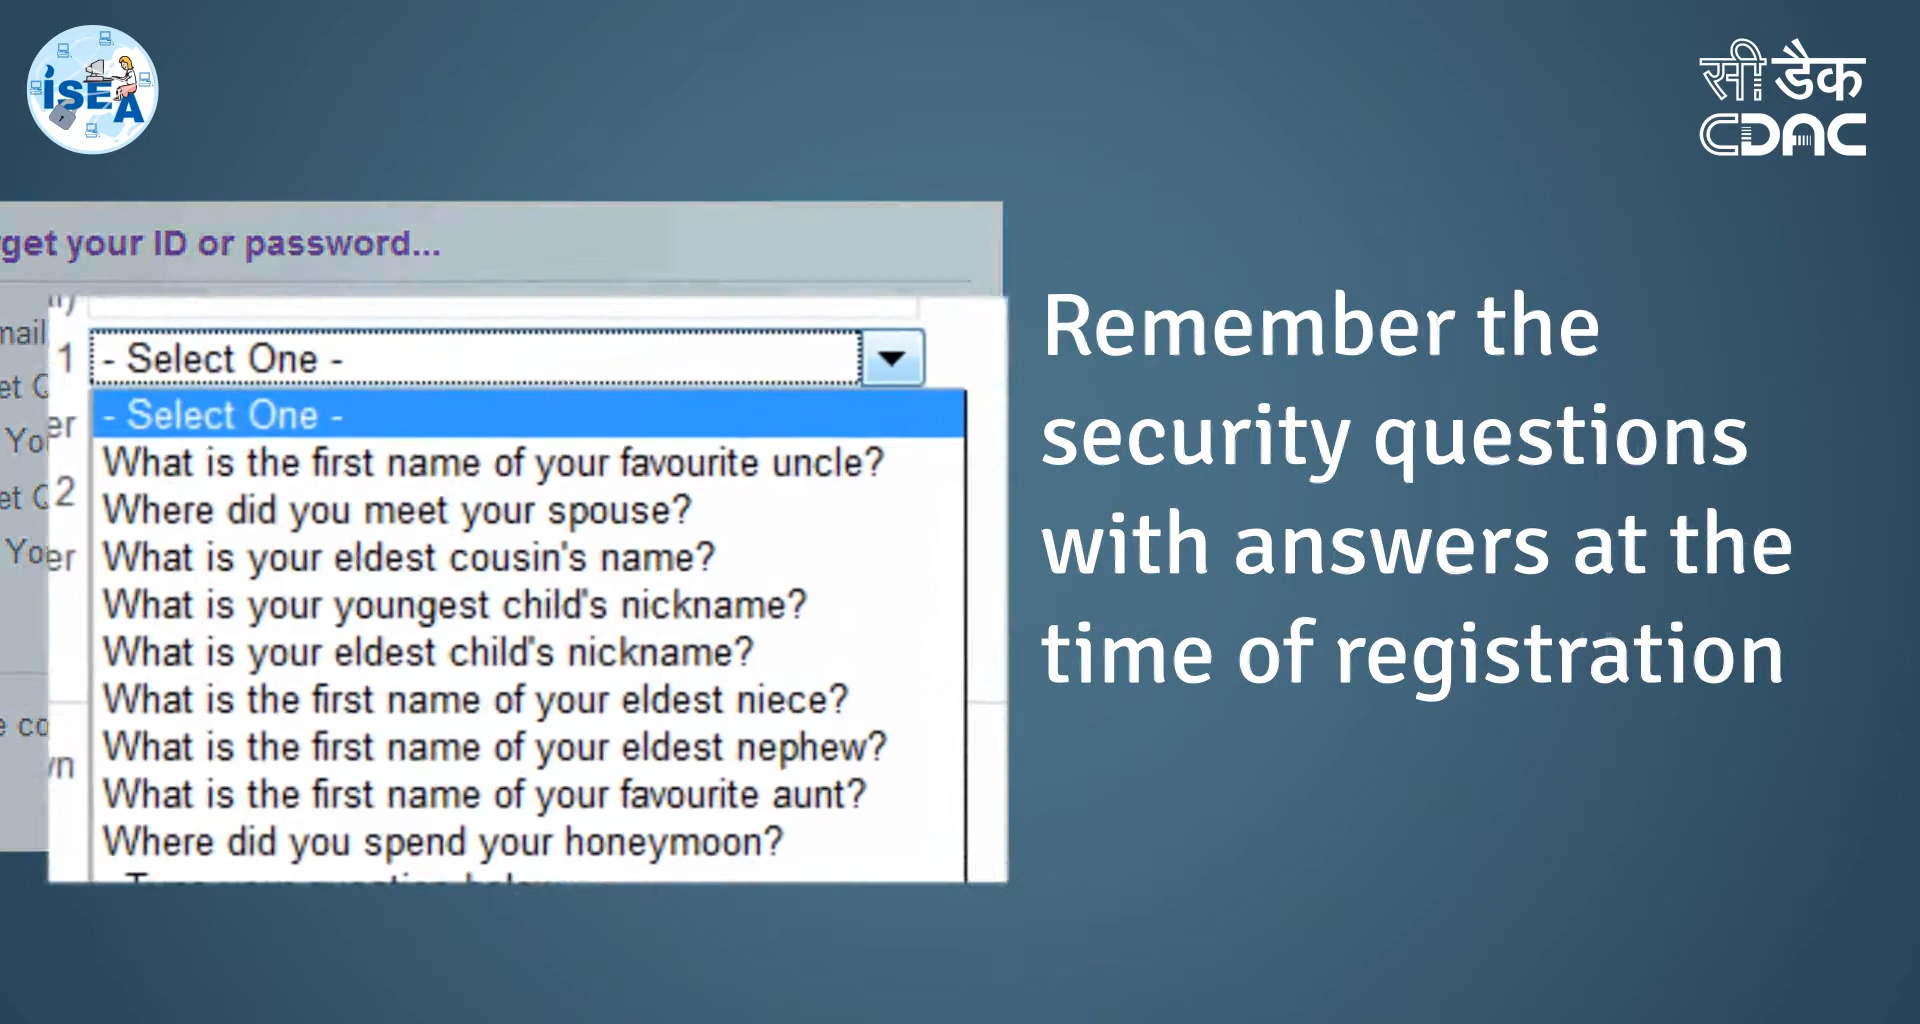 iSEA
सी डैक
CDAC
get your ID or password...
- Select One -
- Select One -
What is the first name of your favourite uncle?
Where did you meet your spouse?
What is your eldest cousin's name?
What is your youngest child's nickname?
What is your eldest child's nickname?
What is the first name of your eldest niece?
What is the first name of your eldest nephew?
What is the first name of your favourite aunt?
Where did you spend your honeymoon?
1
2
Remember the
security questions
with answers at the
time of registration